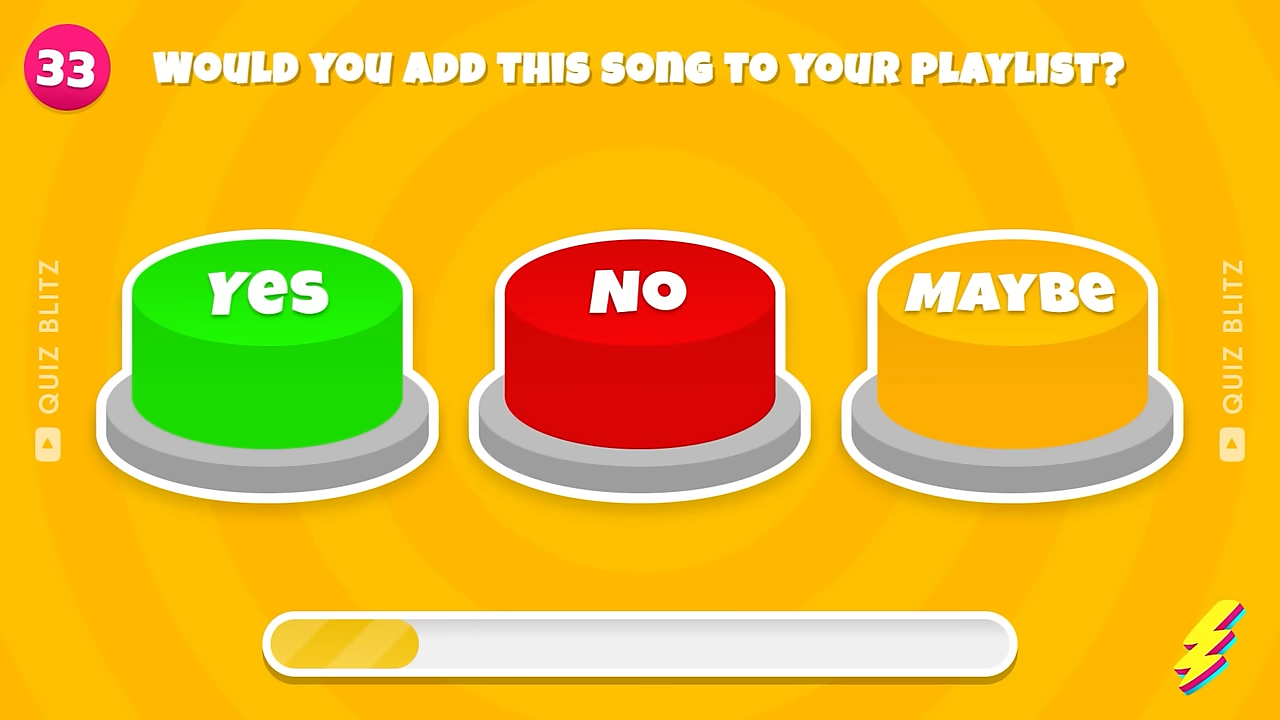 33
WOULD YOU ADD THIS SONG TO YOUR PLAYLIST?
YES
NO
MAYBE
QUIZ BLITZ
QUIZ BLITZ